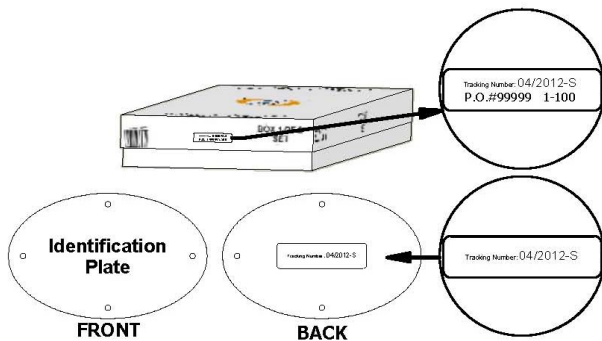 Tracking Number: 04/2012-S
P.O.#99999 1-100
BOX 1 OF
SET
Identification
Plate
Tracking Number: 04/2012-S
Tracking Number: 04/2012-S
FRONT
BACK